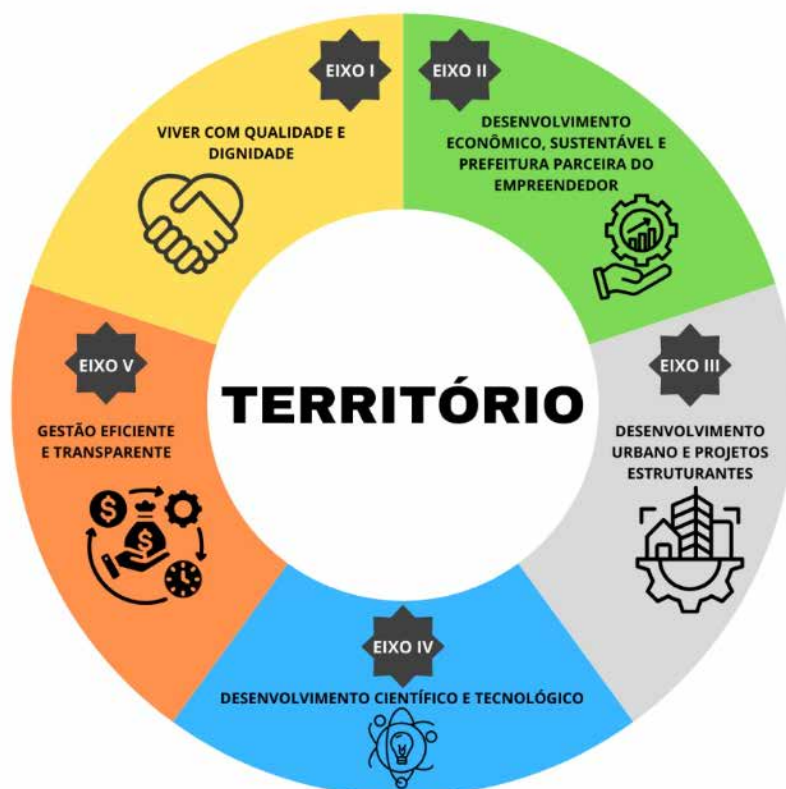 EIXO I
VIVER COM QUALIDADE E
DIGNIDADE
EIXO II
DESENVOLVIMENTO
ECONÔMICO, SUSTENTÁVEL E
PREFEITURA PARCEIRA DO
EMPREENDEDOR
EIXO III
DESENVOLVIMENTO
URBANO E PROJETOS
ESTRUTURANTES
EIXO IV
DESENVOLVIMENTO CIENTÍFICO E TECNOLÓGICO
EIXO V
GESTÃO EFICIENTE
E TRANSPARENTE
$
$
TERRITÓRIO